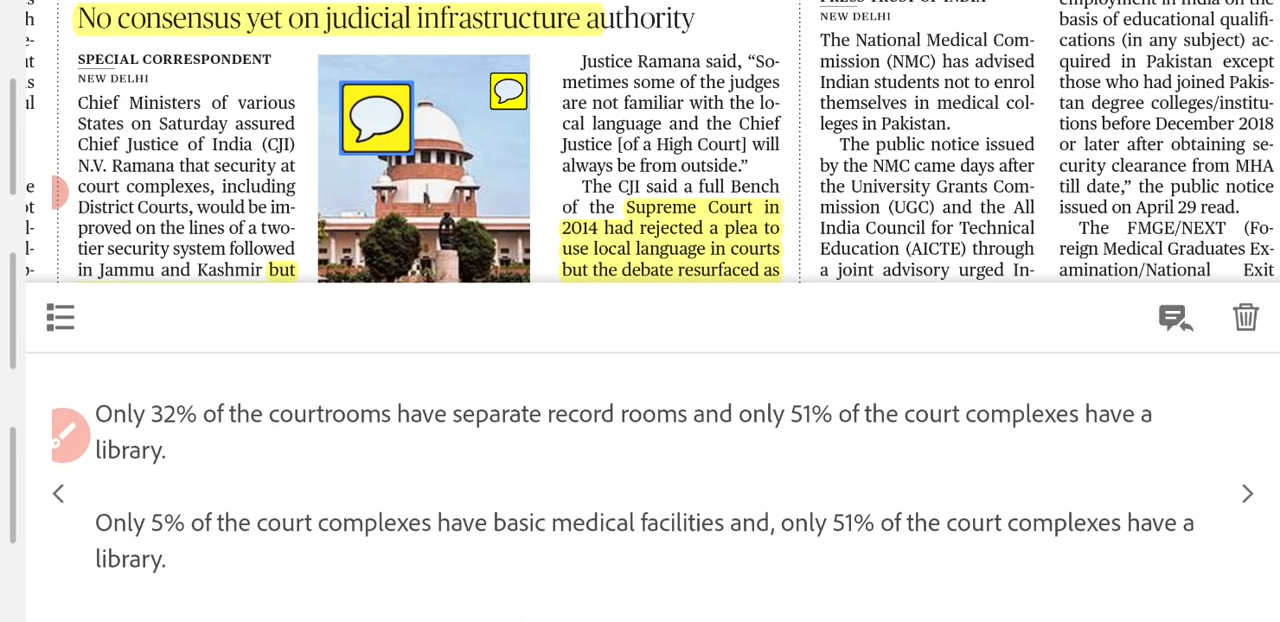 No consensus yet on judicial infrastructure authority
SPECIAL CORRESPONDENT
NEW DELHI
Chief Ministers of various
States on Saturday assured
Chief Justice of India (CJI)
N.V. Ramana that security at
court complexes, including
District Courts, would be im-
proved on the lines of a two-
tier security system followed
in Jammu and Kashmir but
Justice Ramana said, “So-
metimes some of the judges
are not familiar with the lo-
cal language and the Chief
Justice [of a High Court] will
always be from outside.”
The CJI said a full Bench
of the Supreme Court in
2014 had rejected a plea to
use local language in courts
but the debate resurfaced as
NEW DELHI
The National Medical Com-
mission (NMC) has advised
Indian students not to enrol
themselves in medical col-
leges in Pakistan.
The public notice issued
by the NMC came days after
the University Grants Com-
mission (UGC) and the All
India Council for Technical
Education (AICTE) through
a joint advisory urged In-
basis of educational qualifi-
cations (in any subject) ac-
quired in Pakistan except
those who had joined Pakis-
tan degree colleges/institu-
tions before December 2018
or later after obtaining se-
curity clearance from MHA
till date,” the public notice
issued on April 29 read.
The FMGE/NEXT (Fo-
reign Medical Graduates Ex-
amination/National Exit
Only 32% of the courtrooms have separate record rooms and only 51% of the court complexes have a
library.
Only 5% of the court complexes have basic medical facilities and, only 51% of the court complexes have a
library.